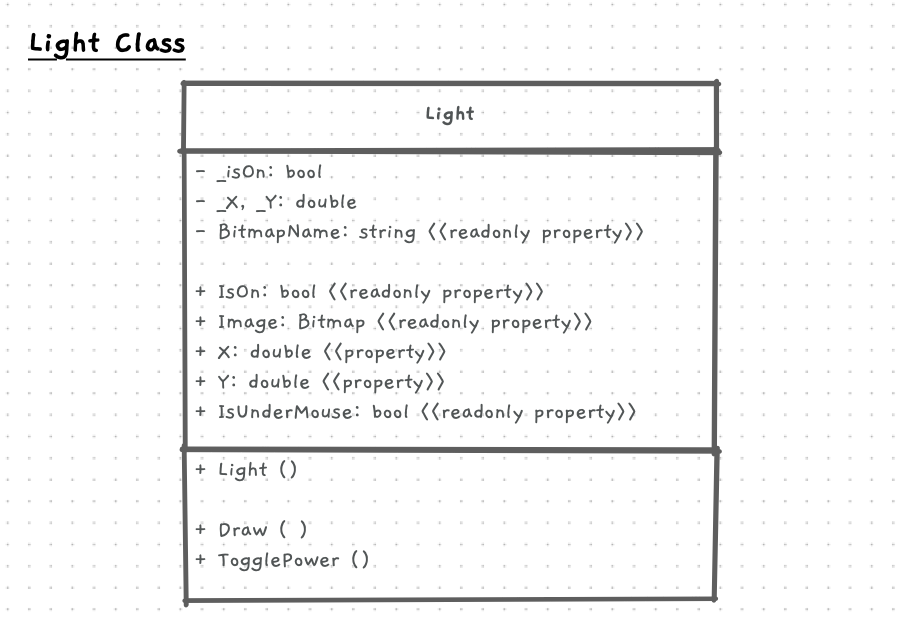 Light Class
Light
- _isOn: bool
- _X, _Y: double
- BitmapName: string <<readonly property>>
+ IsOn: bool <<readonly property>>
+ Image: Bitmap <<readonly property>>
+ X: double <<property>>
+ Y: double <<property>>
+ IsUnderMouse: bool <<readonly property>>
+ Light ()
+ Draw ( )
+ TogglePower ()